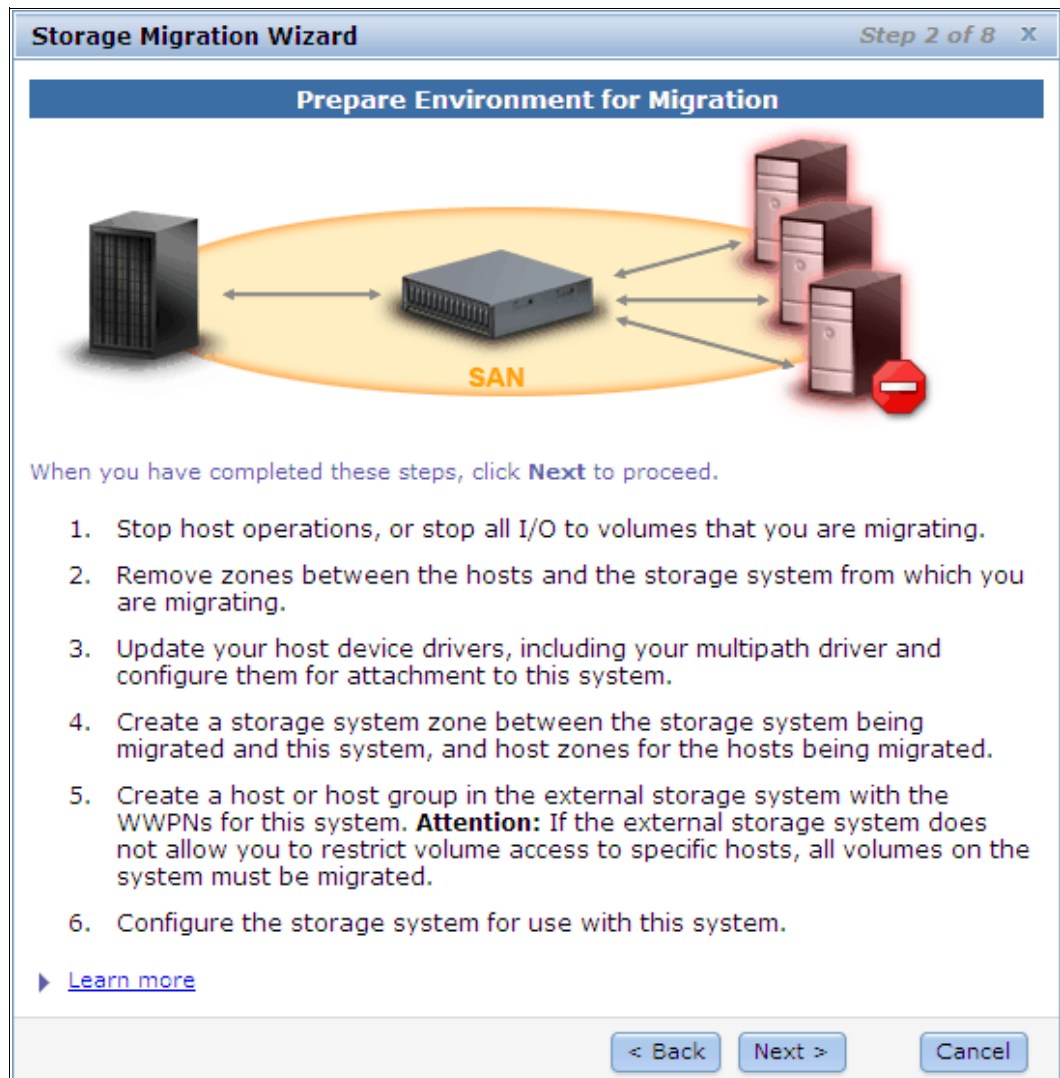 Storage Migration Wizard
Step 2 of 8 X
Prepare Environment for Migration
SAN
When you have completed these steps, click Next to proceed.
1. Stop host operations, or stop all I/O to volumes that you are migrating.
2. Remove zones between the hosts and the storage system from which you
are migrating.
3. Update your host device drivers, including your multipath driver and
configure them for attachment to this system.
4. Create a storage system zone between the storage system being
migrated and this system, and host zones for the hosts being migrated.
5. Create a host or host group in the external storage system with the
WWPNs for this system. Attention: If the external storage system does
not allow you to restrict volume access to specific hosts, all volumes on the
system must be migrated.
6. Configure the storage system for use with this system.
Learn more
< Back
Next >
Cancel